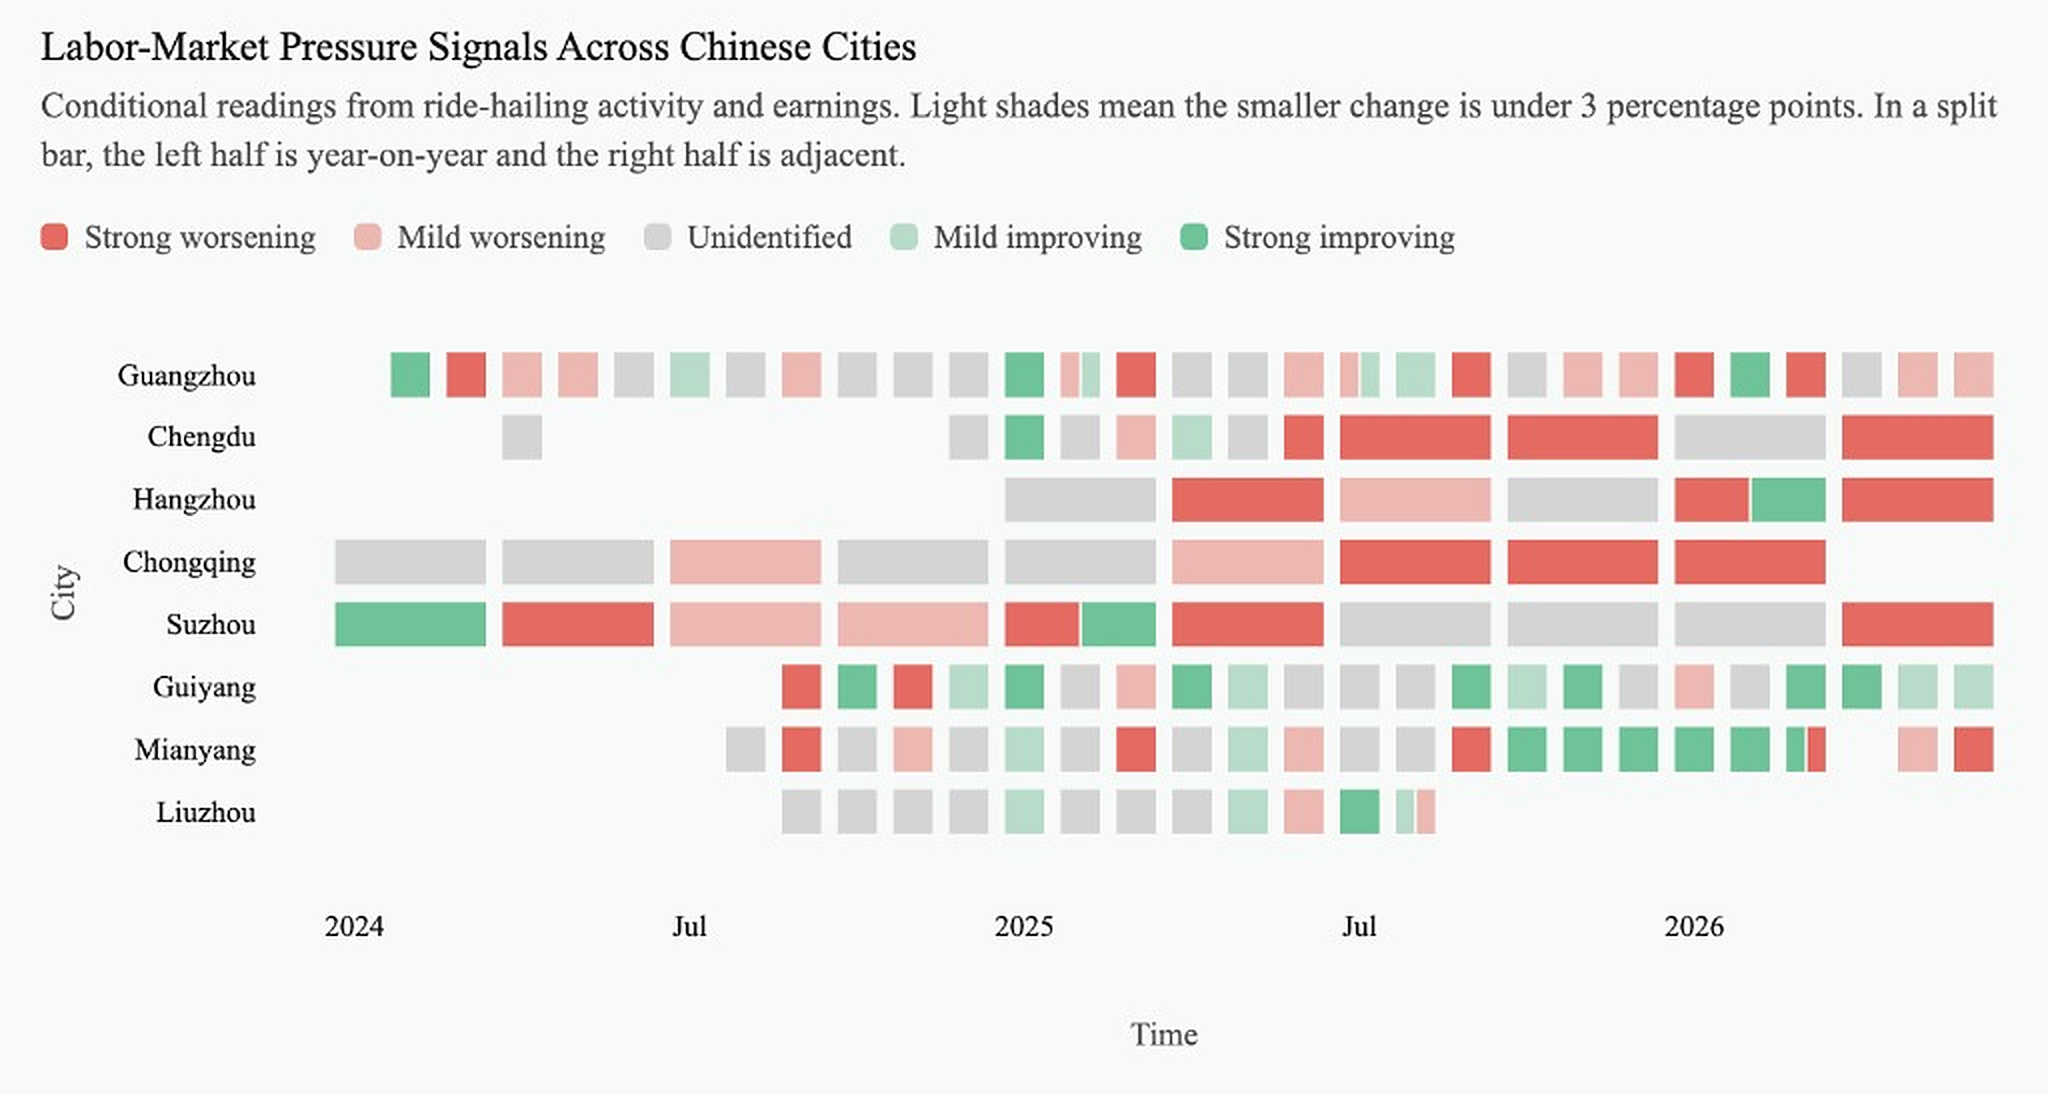 Labor-Market Pressure Signals Across Chinese Cities
Conditional readings from ride-hailing activity and earnings. Light shades mean the smaller change is under 3 percentage points. In a split
bar, the left half is year-on-year and the right half is adjacent.
Strong worsening
Mild worsening
Unidentified
Mild improving
Strong improving
Guangzhou
Chengdu
Hangzhou
Chongqing
Suzhou
Guiyang
Mianyang
Liuzhou
City
2024
Jul
2025
Jul
2026
Time